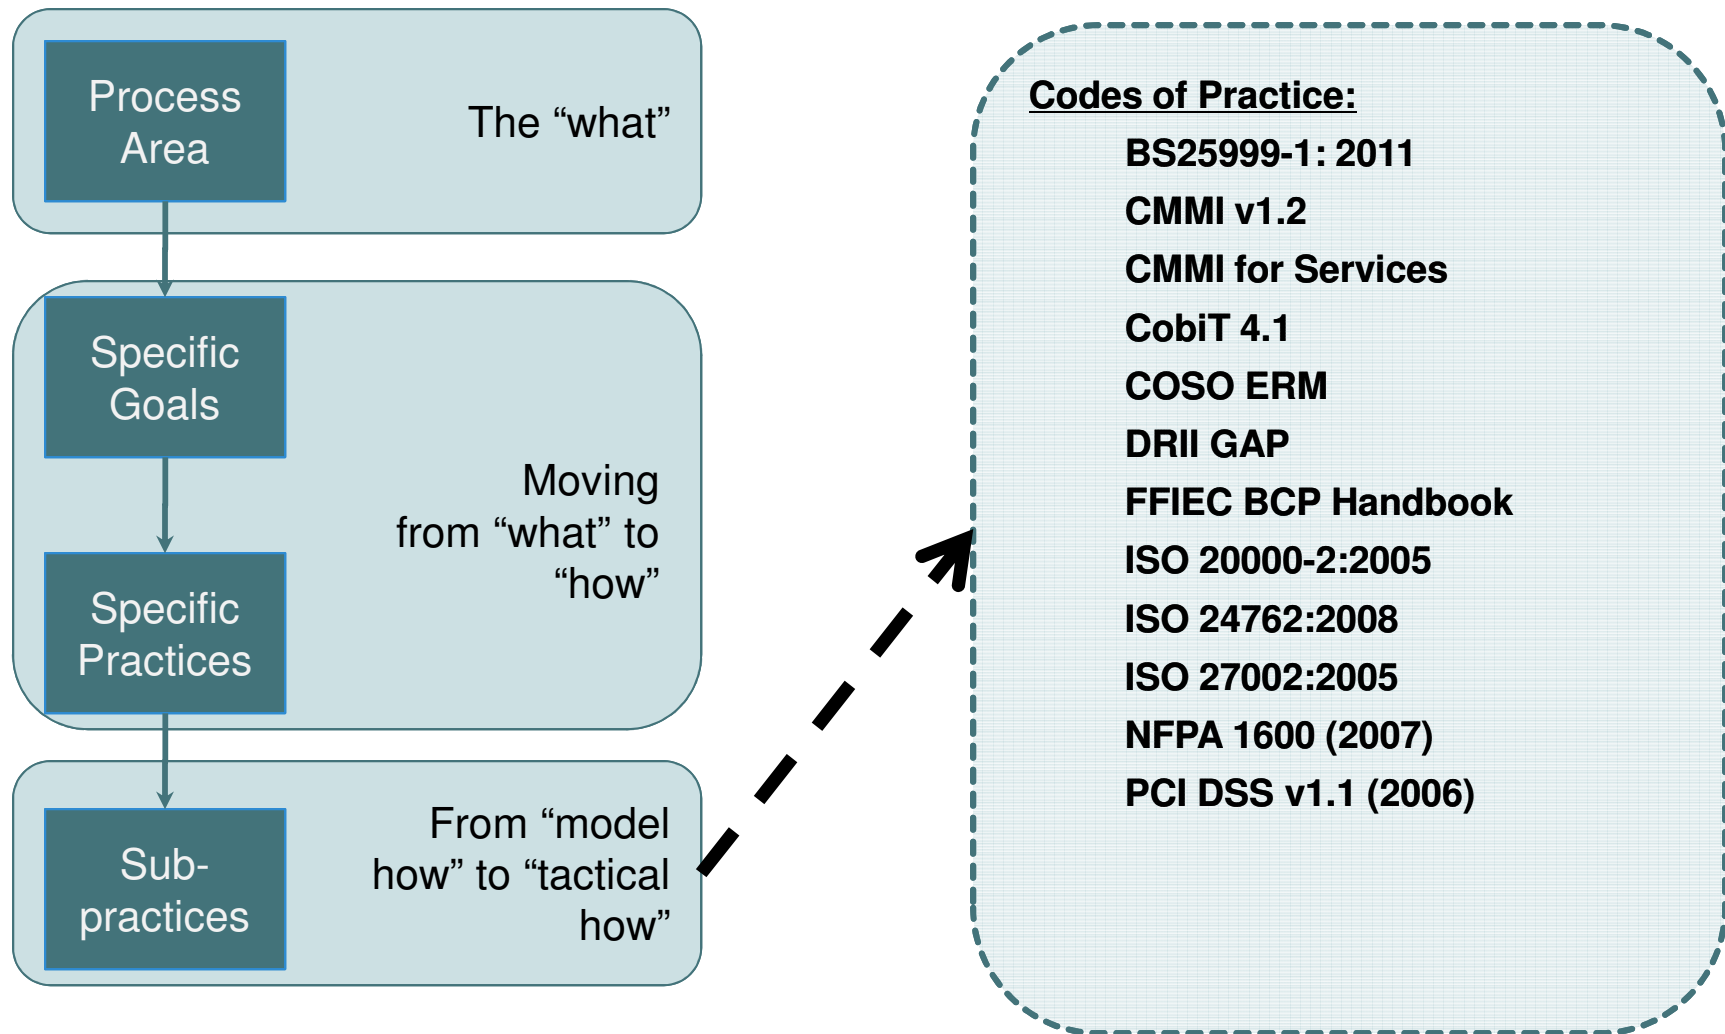 Process
Area
The “what”
Specific
Goals
Moving
from “what” to
“how”
Specific
Practices
Sub-
practices
From “model
how” to “tactical
how”
Codes of Practice:
BS25999-1: 2011
CMMI v1.2
CMMI for Services
CobiT 4.1
COSO ERM
DRII GAP
FFIEC BCP Handbook
ISO 20000-2:2005
ISO 24762:2008
ISO 27002:2005
NFPA 1600 (2007)
PCI DSS v1.1 (2006)